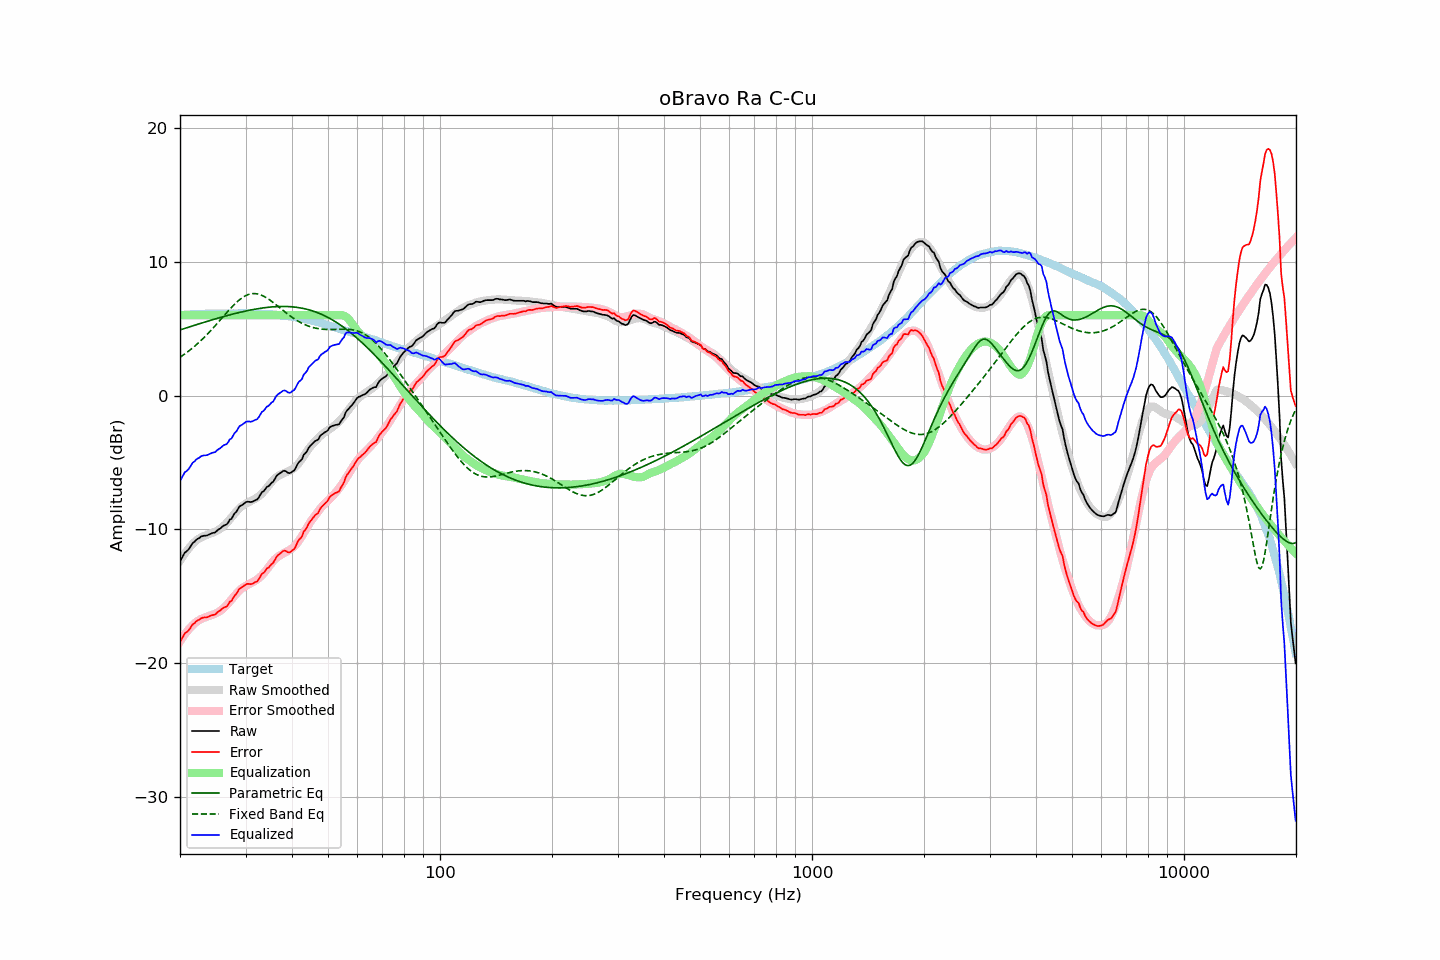 oBravo Ra C-Cu
20
10
0
−10
−20
−30
Amplitude (dBr)
Target
Raw Smoothed
Error Smoothed
Raw
Error
Equalization
Parametric Eq
Fixed Band Eq
Equalized
100
1000
10000
Frequency (Hz)